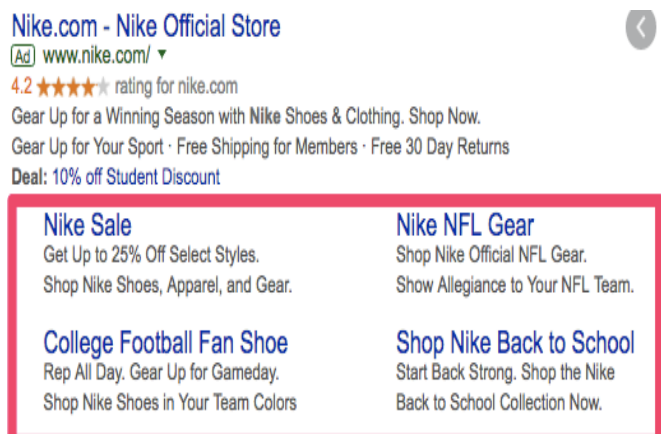 Nike.com - Nike Official Store
Ad www.nike.com/ ▼
4.2 ★★★★★ rating for nike.com
Gear Up for a Winning Season with Nike Shoes & Clothing. Shop Now.
Gear Up for Your Sport · Free Shipping for Members · Free 30 Day Returns
Deal: 10% off Student Discount
Nike Sale
Get Up to 25% Off Select Styles.
Shop Nike Shoes, Apparel, and Gear.
Nike NFL Gear
Shop Nike Official NFL Gear.
Show Allegiance to Your NFL Team.
College Football Fan Shoe
Rep All Day. Gear Up for Gameday.
Shop Nike Shoes in Your Team Colors
Shop Nike Back to School
Start Back Strong. Shop the Nike
Back to School Collection Now.